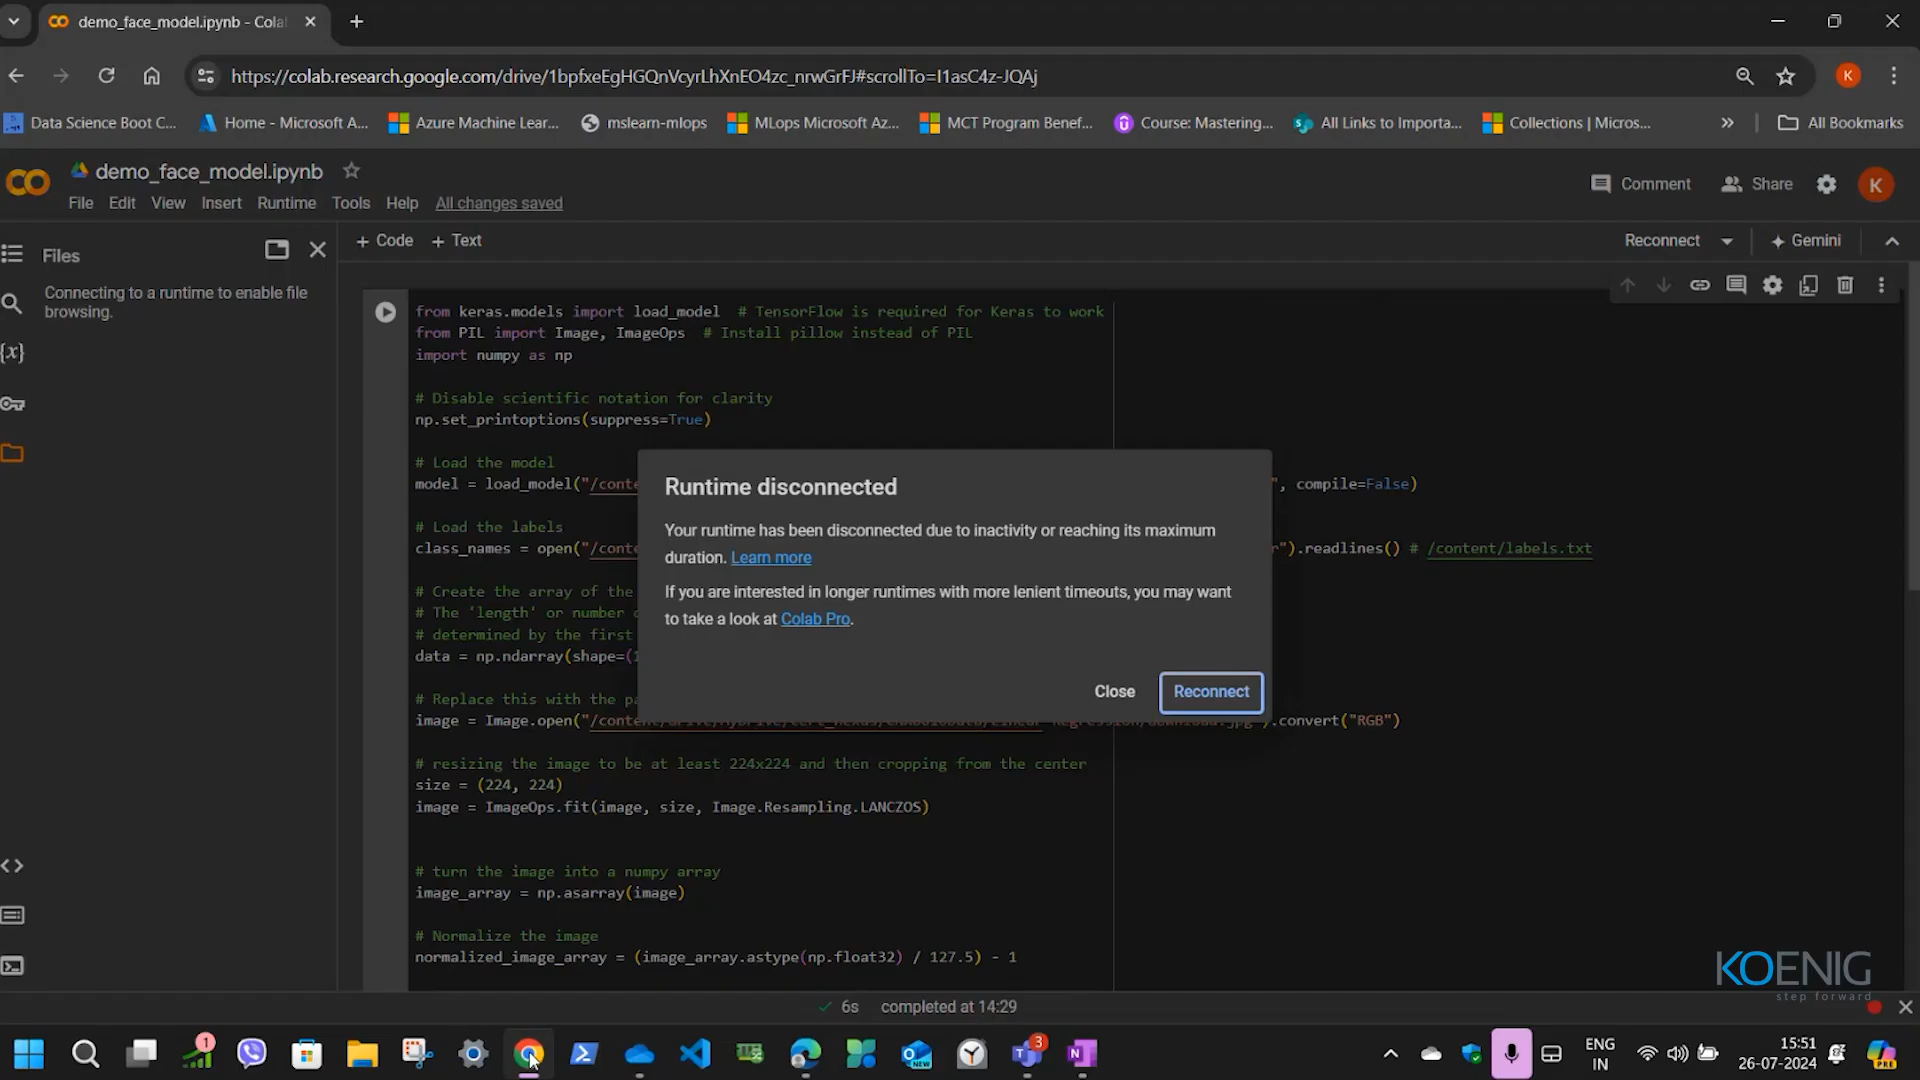 demo_face_model.ipynb - Cola
https://colab.research.google.com/drive/1bpfxeEgHGQnVcyrLhXnEO4zc_nrwGrFJ#scrollTo=I1asC4z-JQAj
K
Data Science Boot C...
Home - Microsoft A...
Azure Machine Lear...
mslearn-mlops
MLops Microsoft Az...
MCT Program Benef...
Course: Mastering...
All Links to Importa...
Collections | Micros...
All Bookmarks
demo_face_model.ipynb
Comment
Share
K
File Edit View Insert Runtime Tools Help All changes saved
Files
+ Code + Text
Reconnect
Gemini
Connecting to a runtime to enable file
browsing.
from keras.models import load_model # TensorFlow is required for Keras to work
from PIL import Image, ImageOps # Install pillow instead of PIL
import numpy as np
# Disable scientific notation for clarity
np.set_printoptions(suppress=True)
# Load the model
model = load_model("/conte ", compile=False)
# Load the labels
class_names = open("/conte r").readlines() # /content/labels.txt
# Create the array of the
# The 'length' or number o
# determined by the first
data = np.ndarray(shape=(1
# Replace this with the pa
image = Image.open("/content/drive/MyDrive/ .convert("RGB")
# resizing the image to be at least 224x224 and then cropping from the center
size = (224, 224)
image = ImageOps.fit(image, size, Image.Resampling.LANCZOS)
# turn the image into a numpy array
image_array = np.asarray(image)
# Normalize the image
normalized_image_array = (image_array.astype(np.float32) / 127.5) - 1
Runtime disconnected
Your runtime has been disconnected due to inactivity or reaching its maximum
duration. Learn more
If you are interested in longer runtimes with more lenient timeouts, you may want
to take a look at Colab Pro.
Close
Reconnect
KOENIG
step forward
6s completed at 14:29
1
3
ENG
IN
15:51
26-07-2024